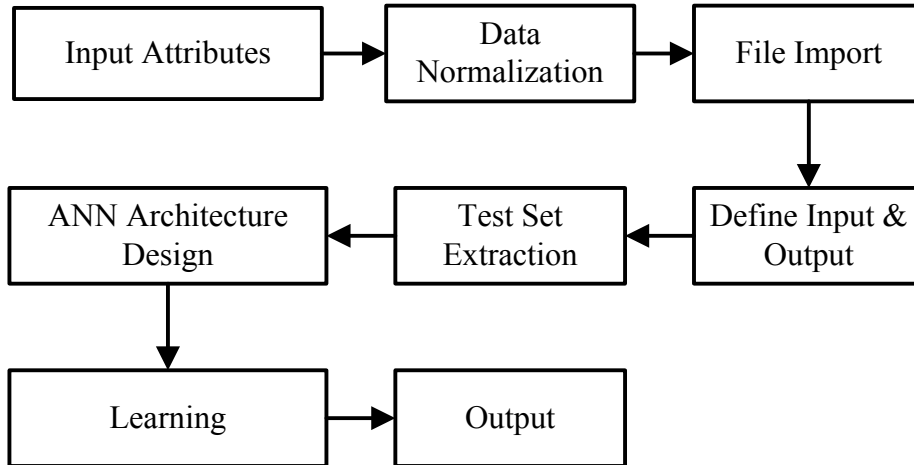 Input Attributes
Data
Normalization
File Import
Define Input &
Output
Test Set
Extraction
ANN Architecture
Design
Learning
Output